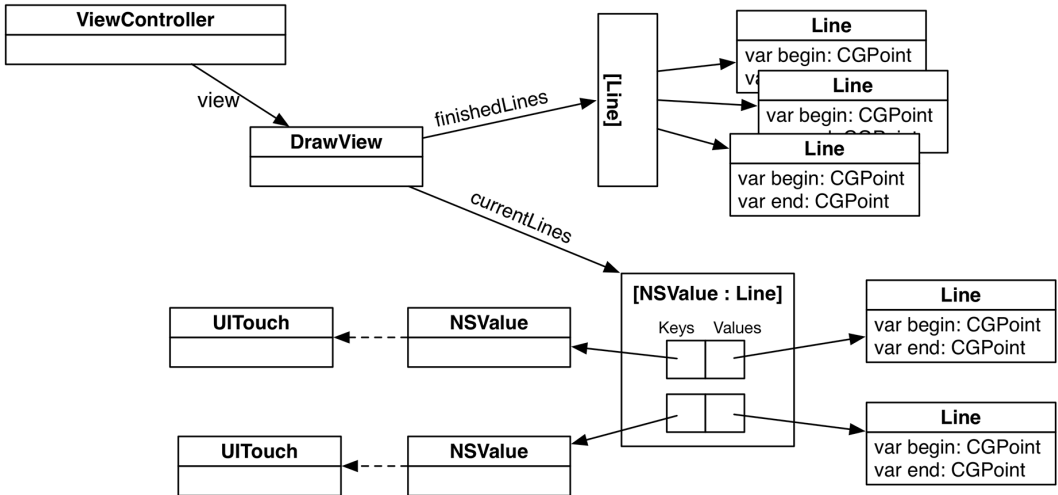 ViewController
view
DrawView
finishedLines
[Line]
Line
var begin: CGPoint
Line
var begin: CGPoint
Line
var begin: CGPoint
var end: CGPoint
currentLines
[NSValue : Line]
Keys Values
UITouch
NSValue
Line
var begin: CGPoint
var end: CGPoint
UITouch
NSValue
Line
var begin: CGPoint
var end: CGPoint